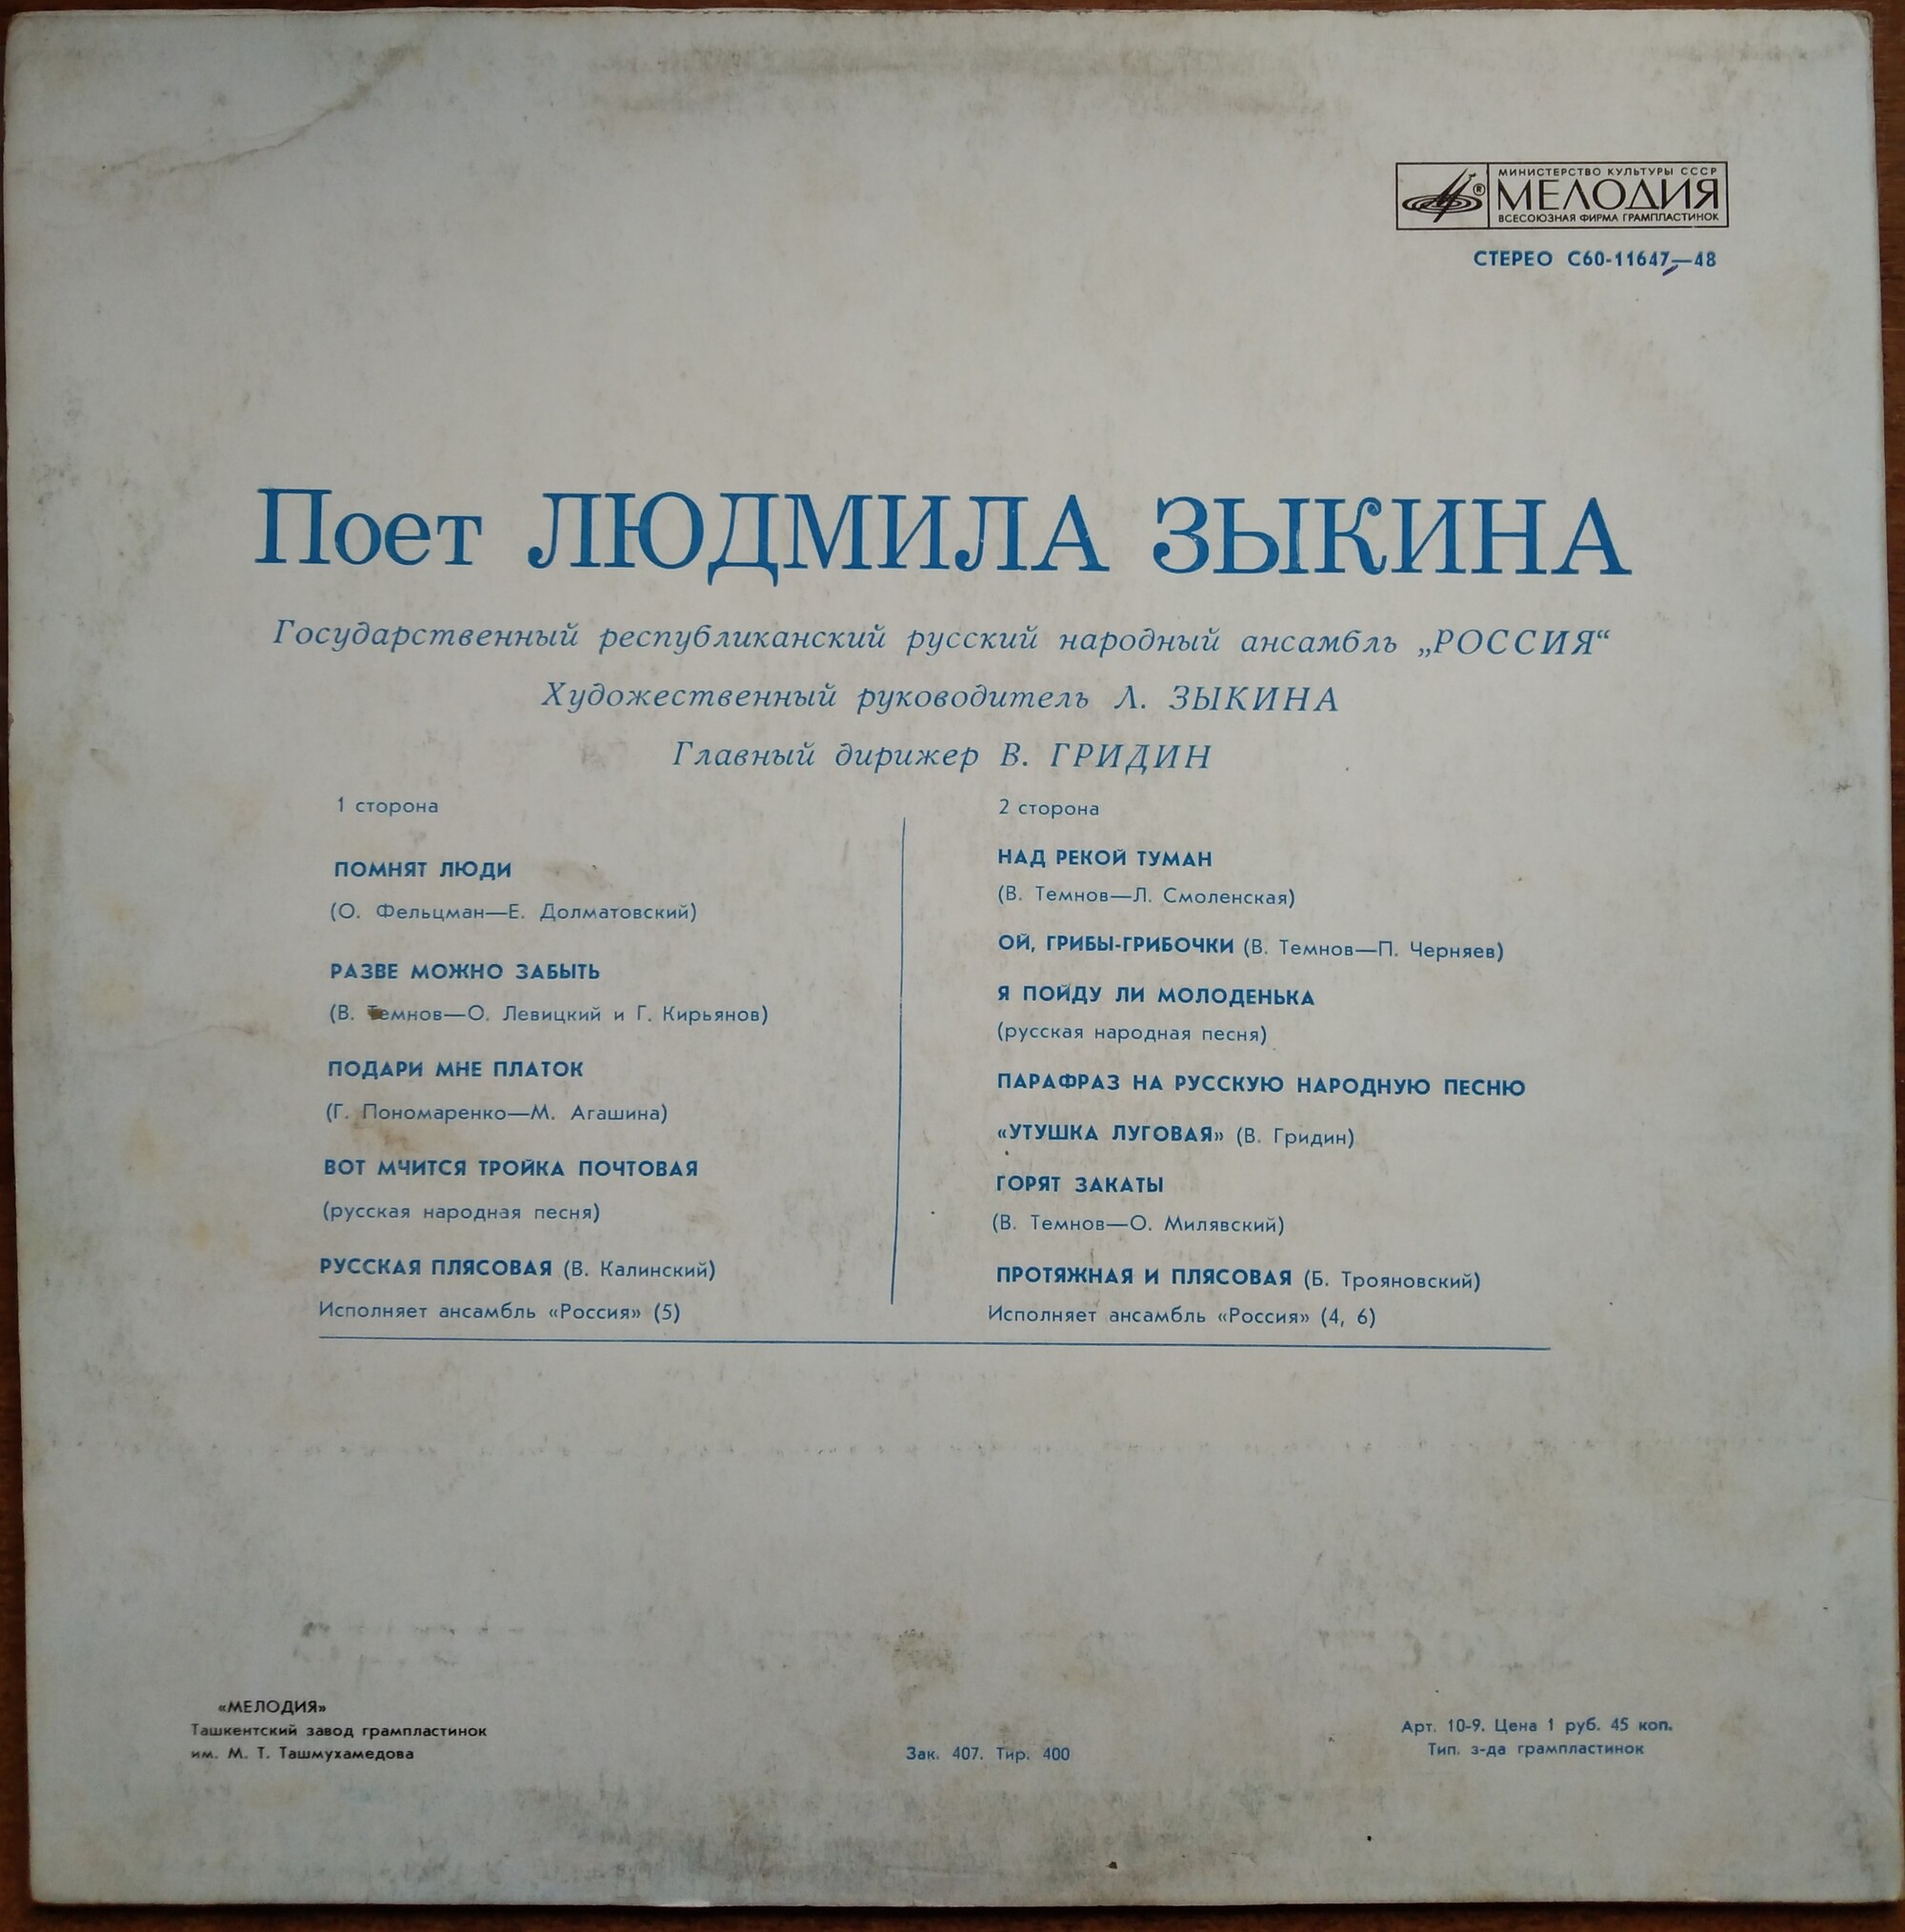 МИНИСТЕРСТВО КУЛЬТУРЫ СССР
МЕЛОДИЯ
ВСЕСОЮЗНАЯ ФИРМА ГРАМПЛАСТИНОК
СТЕРЕО С60-11647—48
Поет ЛЮДМИЛА ЗЫКИНА
Государственный республиканский русский народный ансамбль „РОССИЯ“
Художественный руководитель Л. ЗЫКИНА
Главный дирижер В. ГРИДИН
1 сторона
ПОМНЯТ ЛЮДИ
(О. Фельцман—Е. Долматовский)
РАЗВЕ МОЖНО ЗАБЫТЬ
(В. Темнов—О. Левицкий и Г. Кирьянов)
ПОДАРИ МНЕ ПЛАТОК
(Г. Пономаренко—М. Агашина)
ВОТ МЧИТСЯ ТРОЙКА ПОЧТОВАЯ
(русская народная песня)
РУССКАЯ ПЛЯСОВАЯ (В. Калинский)
Исполняет ансамбль «Россия» (5)
2 сторона
НАД РЕКОЙ ТУМАН
(В. Темнов—Л. Смоленская)
ОЙ, ГРИБЫ-ГРИБОЧКИ (В. Темнов—П. Черняев)
Я ПОЙДУ ЛИ МОЛОДЕНЬКА
(русская народная песня)
ПАРАФРАЗ НА РУССКУЮ НАРОДНУЮ ПЕСНЮ
«УТУШКА ЛУГОВАЯ» (В. Гридин)
ГОРЯТ ЗАКАТЫ
(В. Темнов—О. Милявский)
ПРОТЯЖНАЯ И ПЛЯСОВАЯ (Б. Трояновский)
Исполняет ансамбль «Россия» (4, 6)
«МЕЛОДИЯ»
Ташкентский завод грампластинок
им. М. Т. Ташмухамедова
Зак. 407. Тир. 400
Арт. 10-9. Цена 1 руб. 45 коп.
Тип. з-да грампластинок